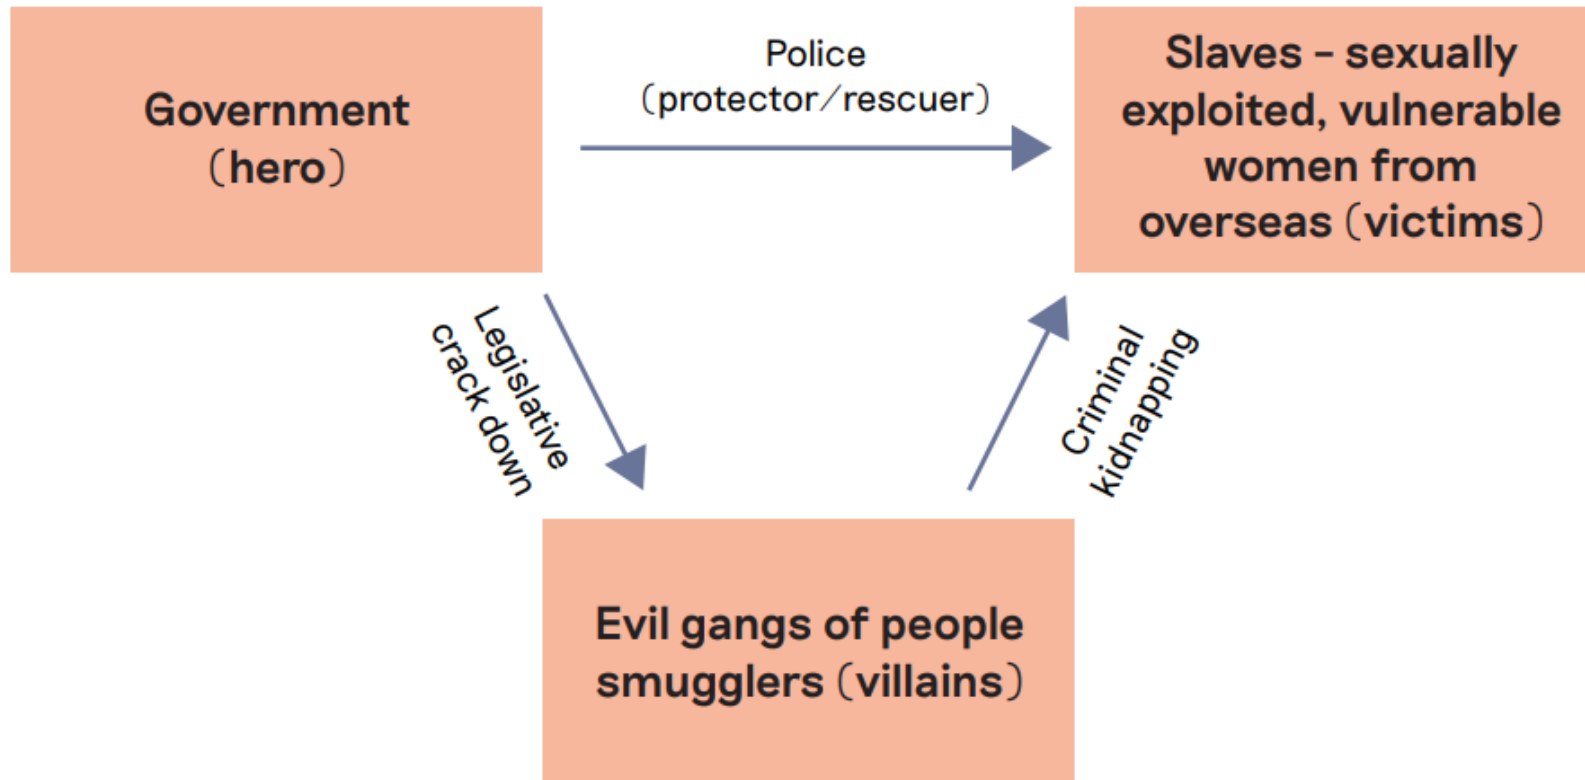 Government
(hero)
Police
(protector/rescuer)
Slaves – sexually
exploited, vulnerable
women from
overseas (victims)
Legislative
crack down
Criminal
kidnapping
Evil gangs of people
smugglers (villains)